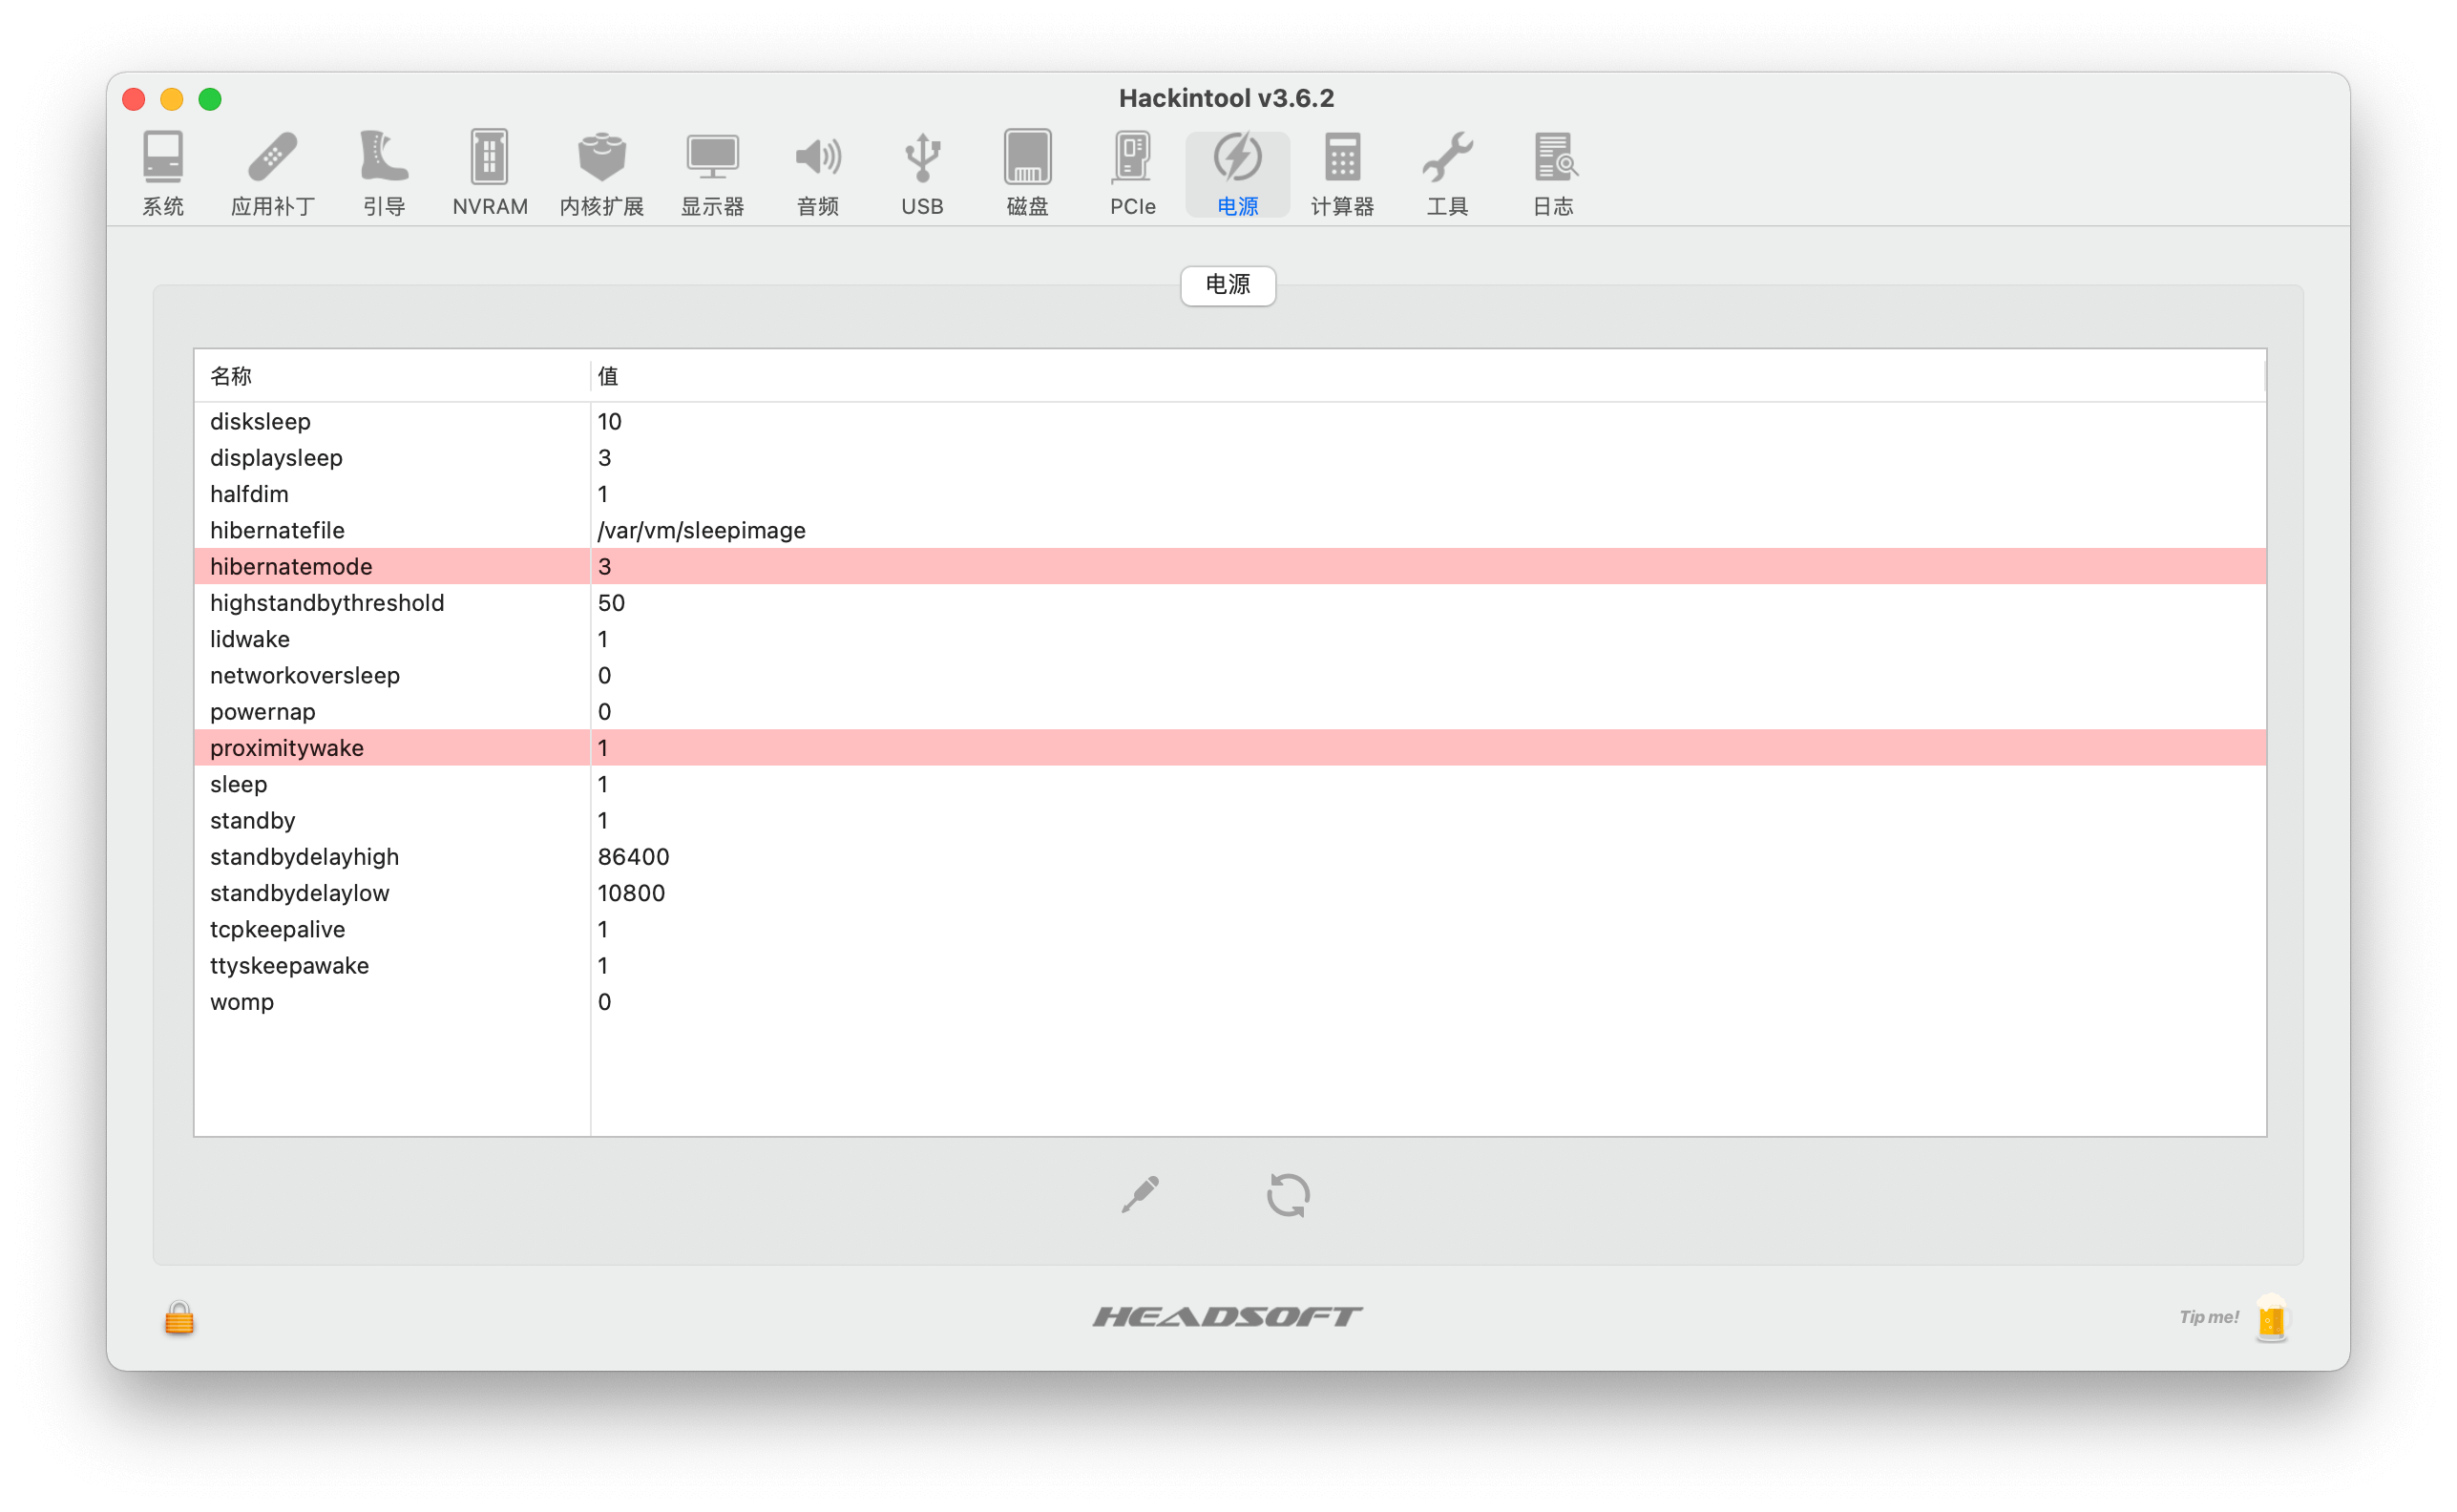 Hackintool v3.6.2
系统 应用补丁 引导 NVRAM 内核扩展 显示器 音频 USB 磁盘 PCIe 电源 计算器 工具 日志
电源
名称 值
disksleep 10
displaysleep 3
halfdim 1
hibernatefile /var/vm/sleepimage
hibernatemode 3
highstandbythreshold 50
lidwake 1
networkoversleep 0
powernap 0
proximitywake 1
sleep 1
standby 1
standbydelayhigh 86400
standbydelaylow 10800
tcpkeepalive 1
ttyskeepawake 1
womp 0
HEADSOFT Tip me!